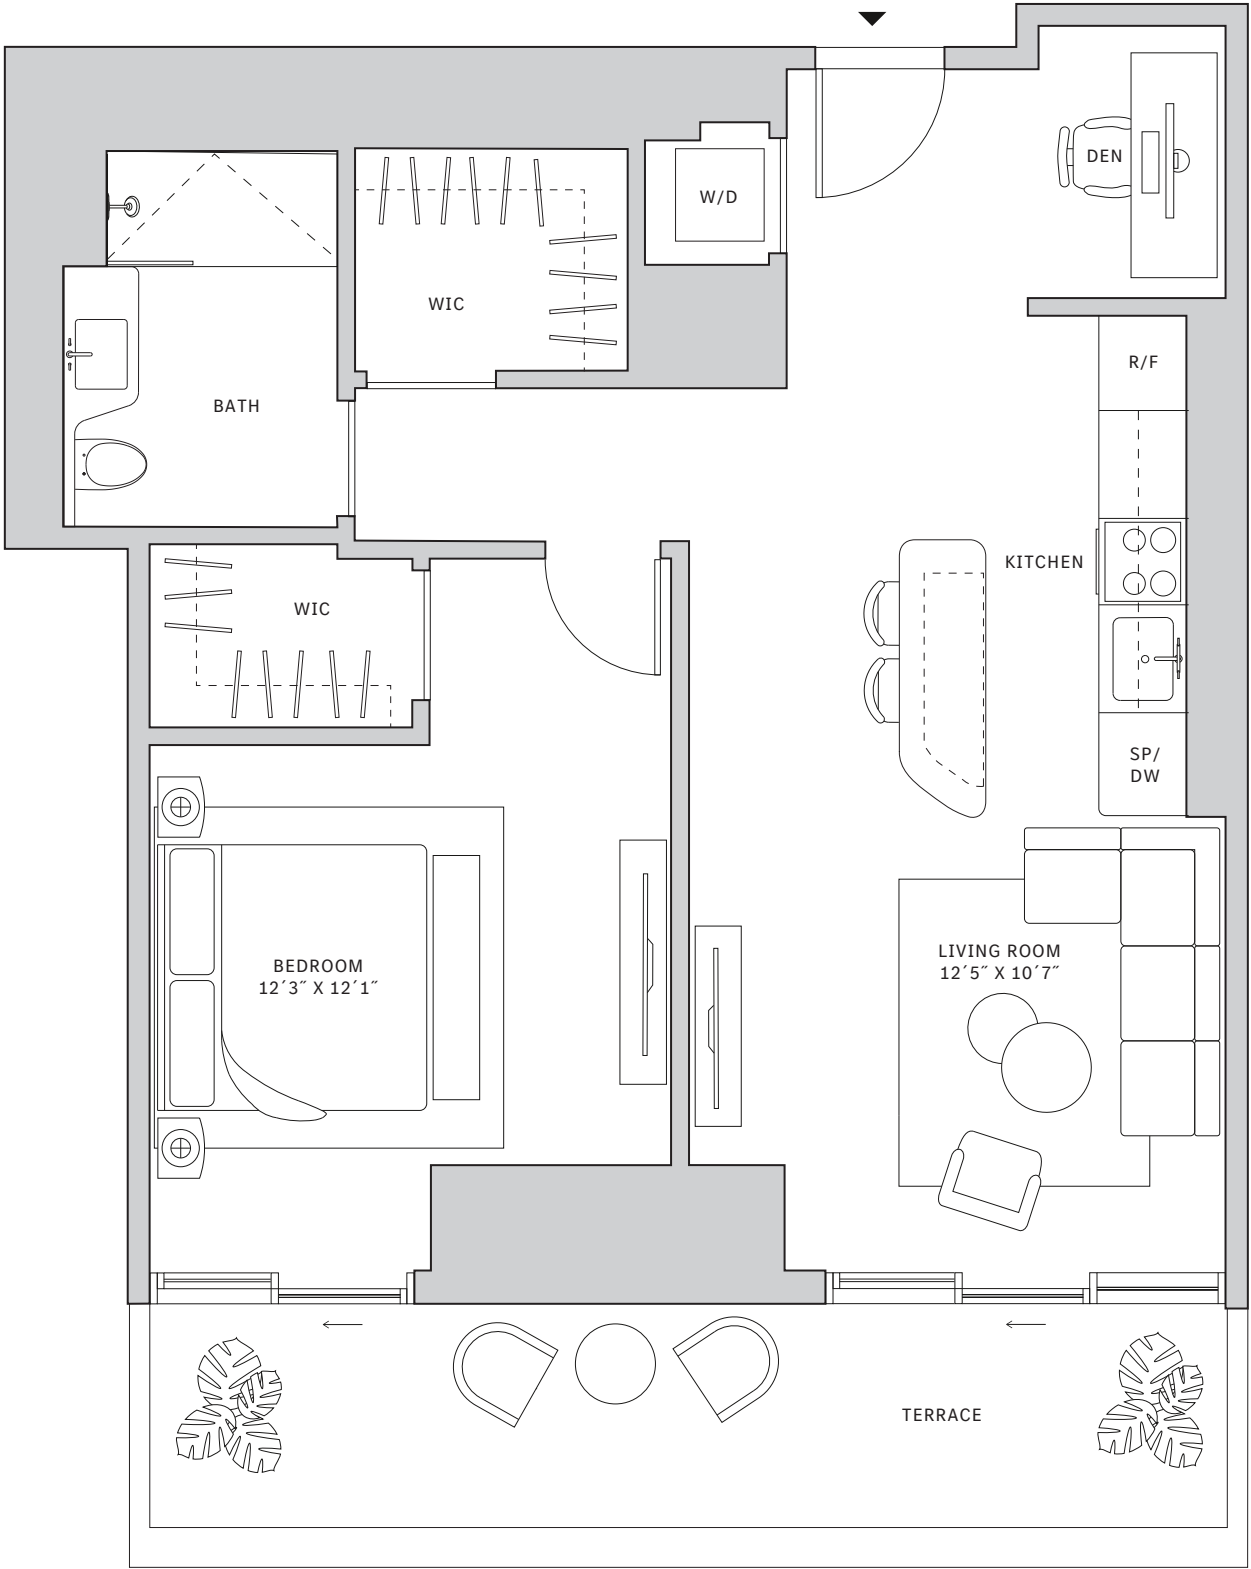 DEN
W/D
WIC
R/F
BATH
KITCHEN
WIC
SP/
DW
LIVING ROOM
12´5˝ X 10´7˝
BEDROOM
12´3˝ X 12´1˝
TERRACE